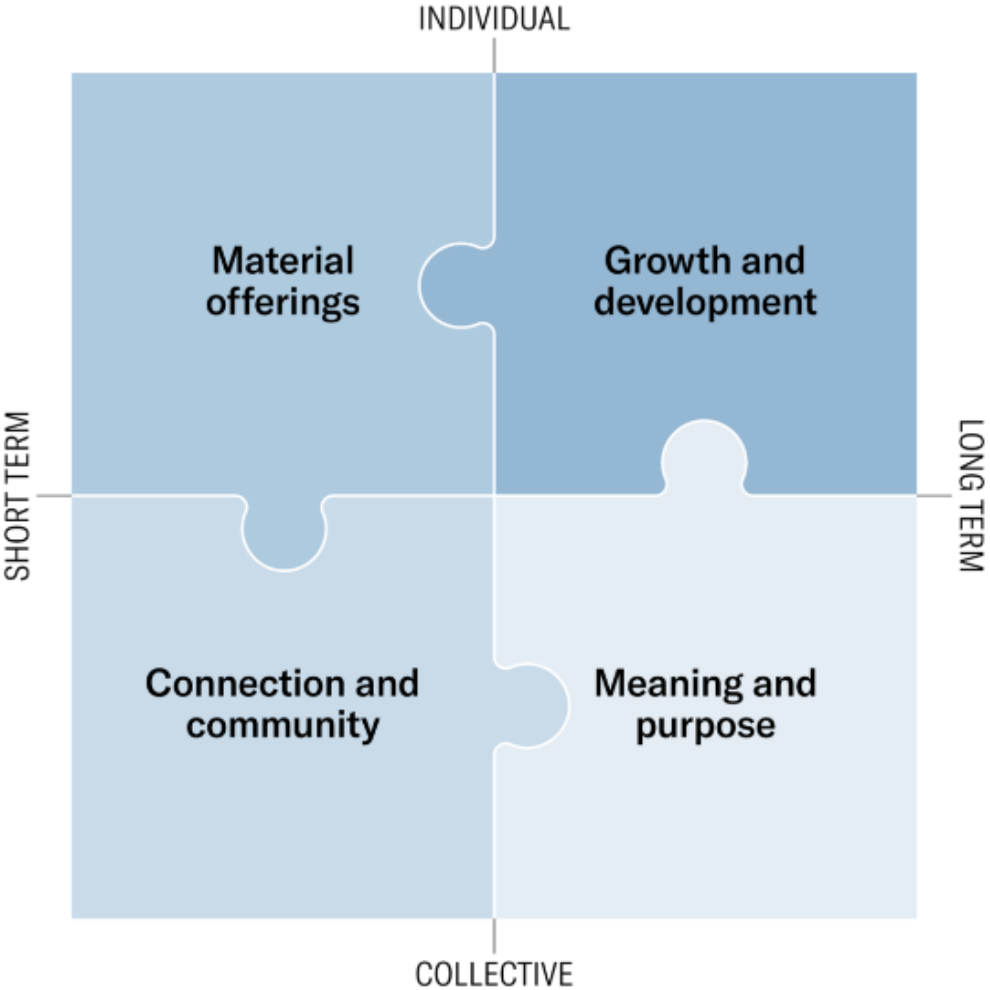 INDIVIDUAL
Material
offerings
Growth and
development
SHORT TERM
LONG TERM
Connection and
community
Meaning and
purpose
COLLECTIVE